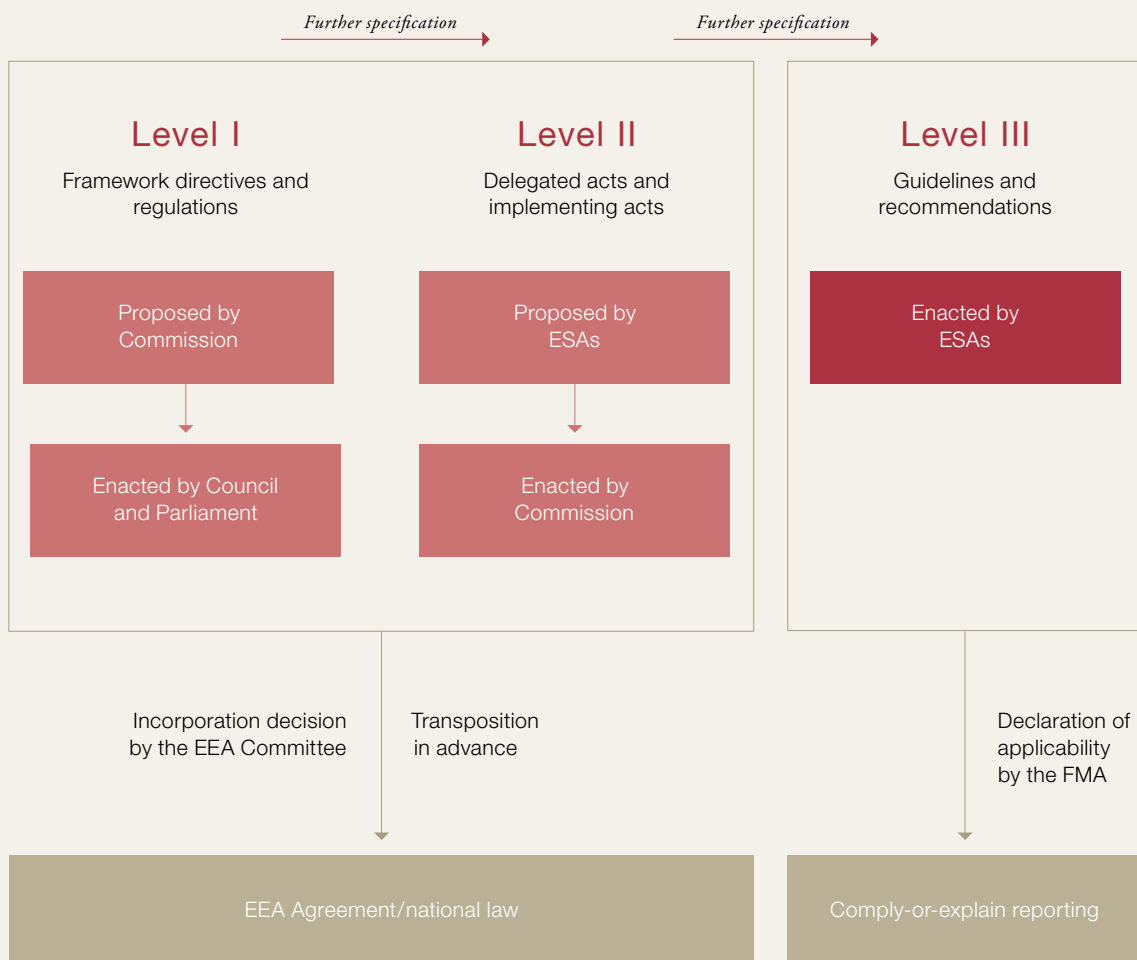 Further specification
Further specification
Level I
Framework directives and
regulations
Proposed by
Commission
Enacted by Council
and Parliament
Level II
Delegated acts and
implementing acts
Proposed by
ESAs
Enacted by
Commission
Level III
Guidelines and
recommendations
Enacted by
ESAs
Incorporation decision
by the EEA Committee
Transposition
in advance
Declaration of
applicability
by the FMA
EEA Agreement/national law
Comply-or-explain reporting